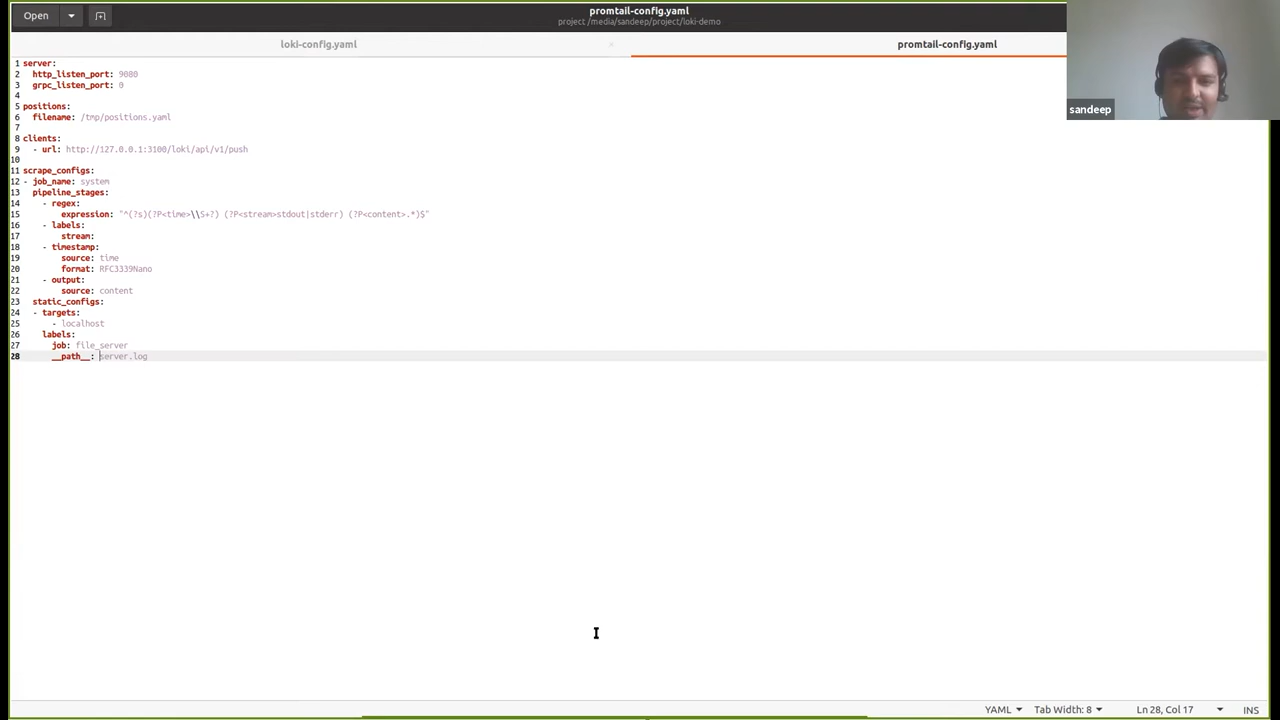 Open
promtail-config.yaml
project /media/sandeep/project/loki-demo
loki-config.yaml
promtail-config.yaml
sandeep
1 server:
2   http_listen_port: 9080
3   grpc_listen_port: 0
4
5 positions:
6   filename: /tmp/positions.yaml
7
8 clients:
9   - url: http://127.0.0.1:3100/loki/api/v1/push
10
11 scrape_configs:
12 - job_name: system
13   pipeline_stages:
14     - regex:
15         expression: "^(?s)(?P<time>\\S+?) (?P<stream>stdout|stderr) (?P<content>.*)$"
16     - labels:
17         stream:
18     - timestamp:
19         source: time
20         format: RFC3339Nano
21     - output:
22         source: content
23   static_configs:
24   - targets:
25       - localhost
26     labels:
27       job: file_server
28       __path__: server.log
YAML
Tab Width: 8
Ln 28, Col 17
INS